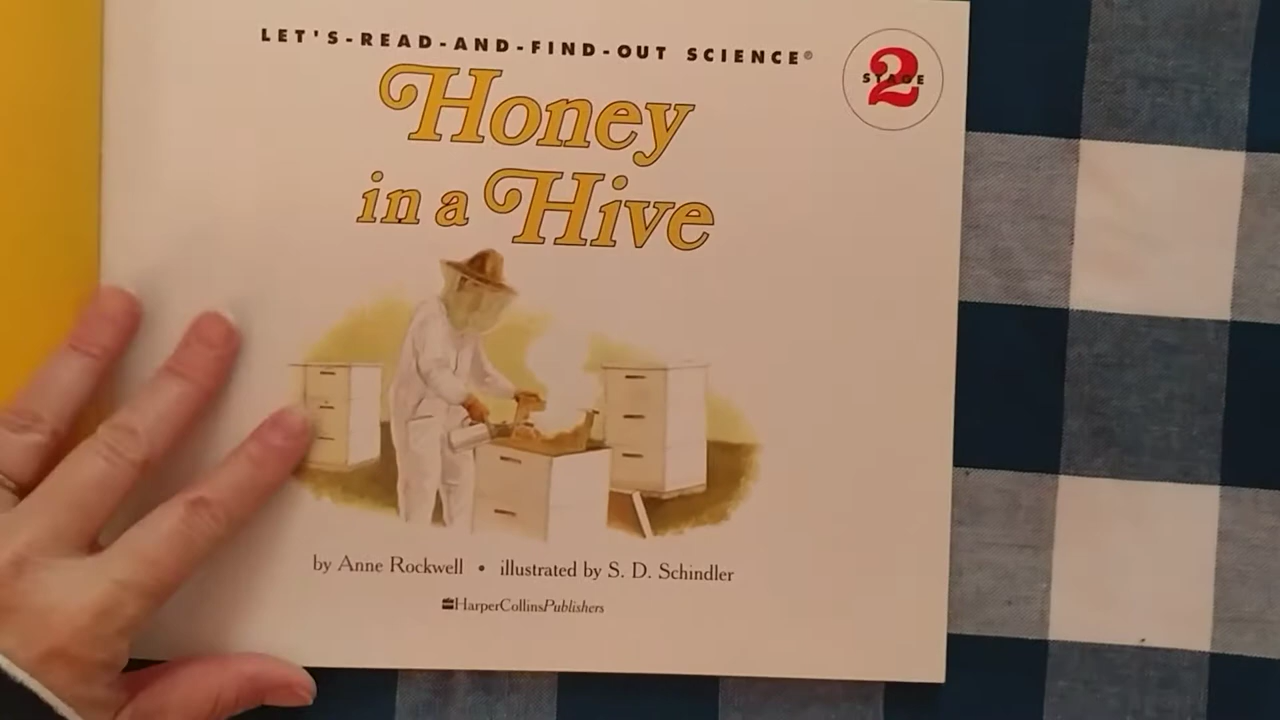 LET'S-READ-AND-FIND-OUT SCIENCE®
STAGE 2
Honey
in a Hive
by Anne Rockwell • illustrated by S. D. Schindler
HarperCollinsPublishers